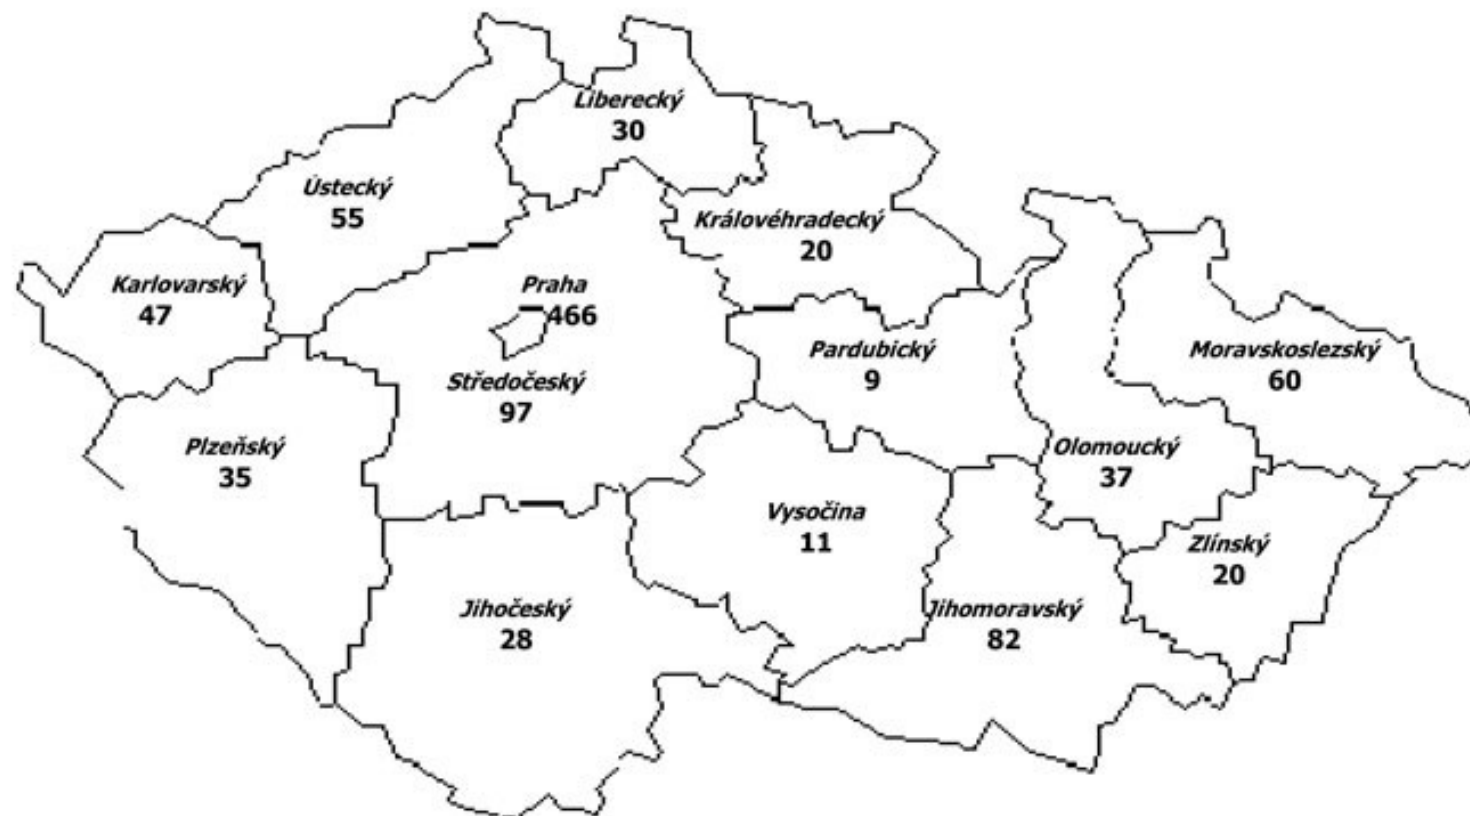 Liberecký
30
Ústecký
55
Královéhradecký
20
Karlovarský
47
Praha
466
Pardubický
9
Moravskoslezský
60
Středočeský
97
Plzeňský
35
Olomoucký
37
Vysočina
11
Zlínský
20
Jihočeský
28
Jihomoravský
82